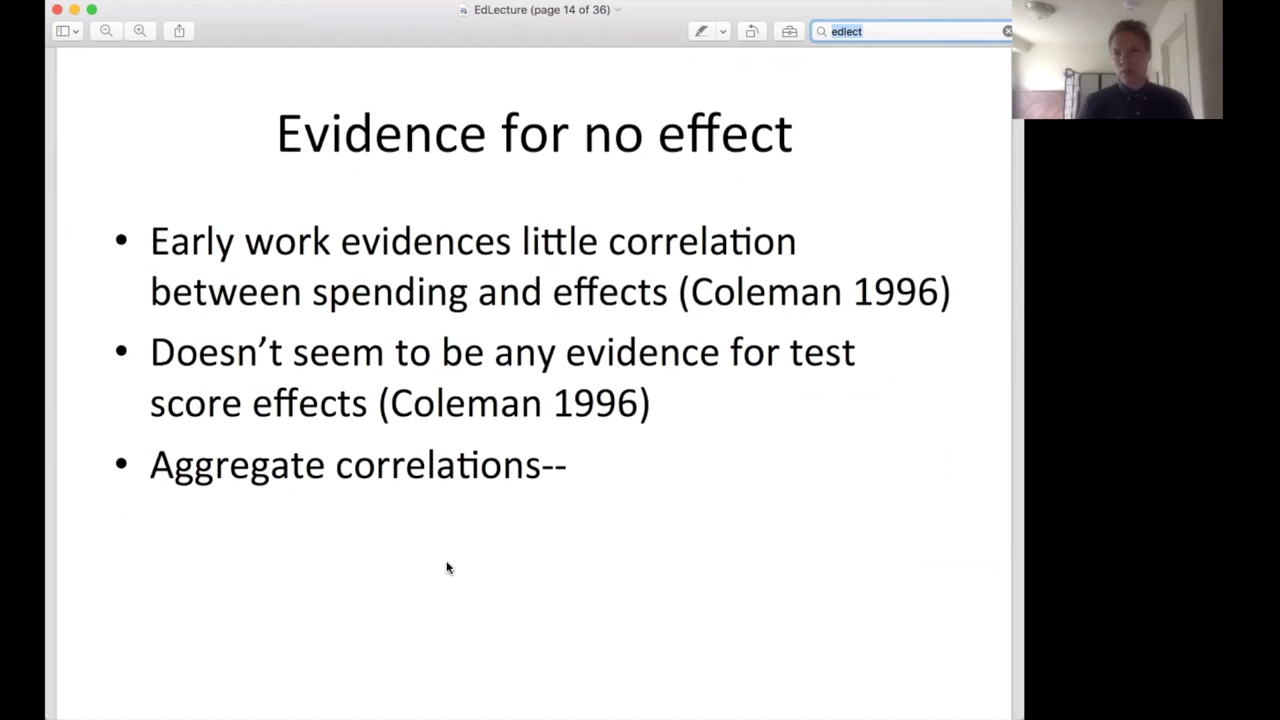 EdLecture (page 14 of 36)
edlect
Evidence for no effect
• Early work evidences little correlation
between spending and effects (Coleman 1996)
• Doesn’t seem to be any evidence for test
score effects (Coleman 1996)
• Aggregate correlations--